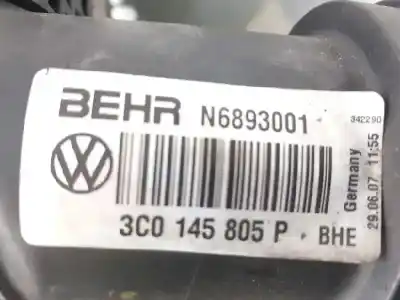 BEHR N6893001
342290
3C0 145 805 P · BHE
Germany
29.06.07 11:55